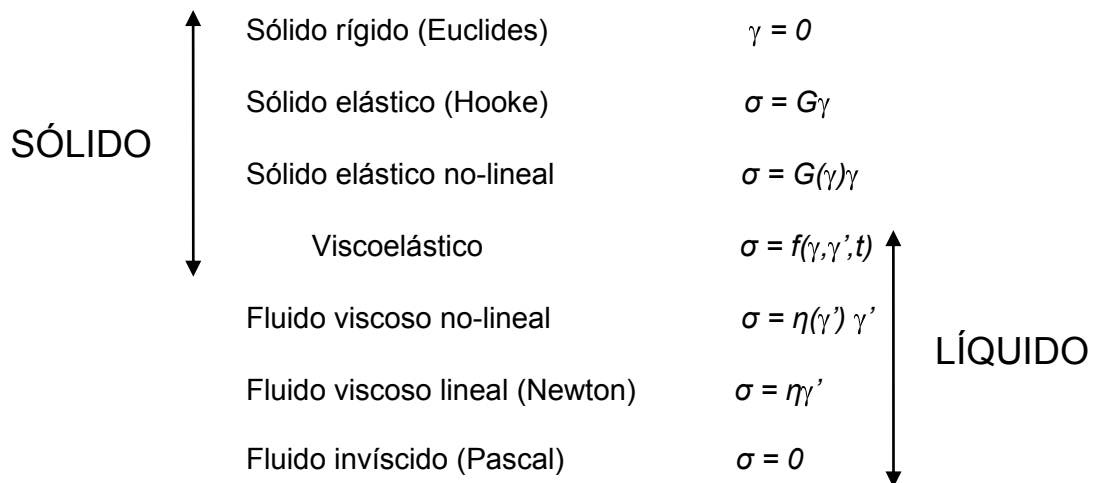 Sólido rígido (Euclides) γ = 0
Sólido elástico (Hooke) σ = Gγ
SÓLIDO
Sólido elástico no-lineal σ = G(γ)γ
Viscoelástico σ = f(γ,γ’,t)
Fluido viscoso no-lineal σ = η(γ’) γ’
LÍQUIDO
Fluido viscoso lineal (Newton) σ = ηγ’
Fluido invíscido (Pascal) σ = 0